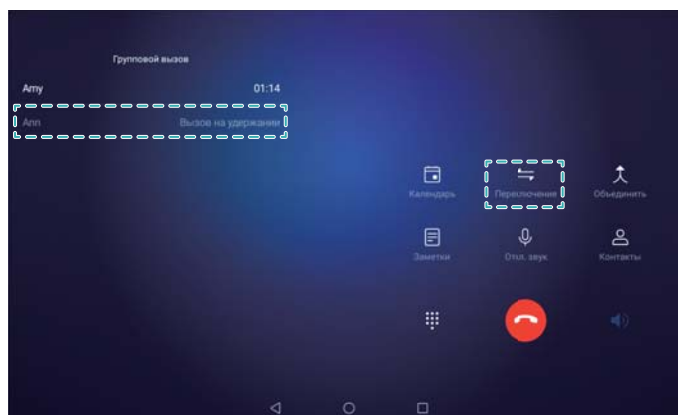 Групповой вызов
Amy 01:14
Ann Вызов на удержании
Календарь Переключение Объединить
Заметки Откл. звук Контакты